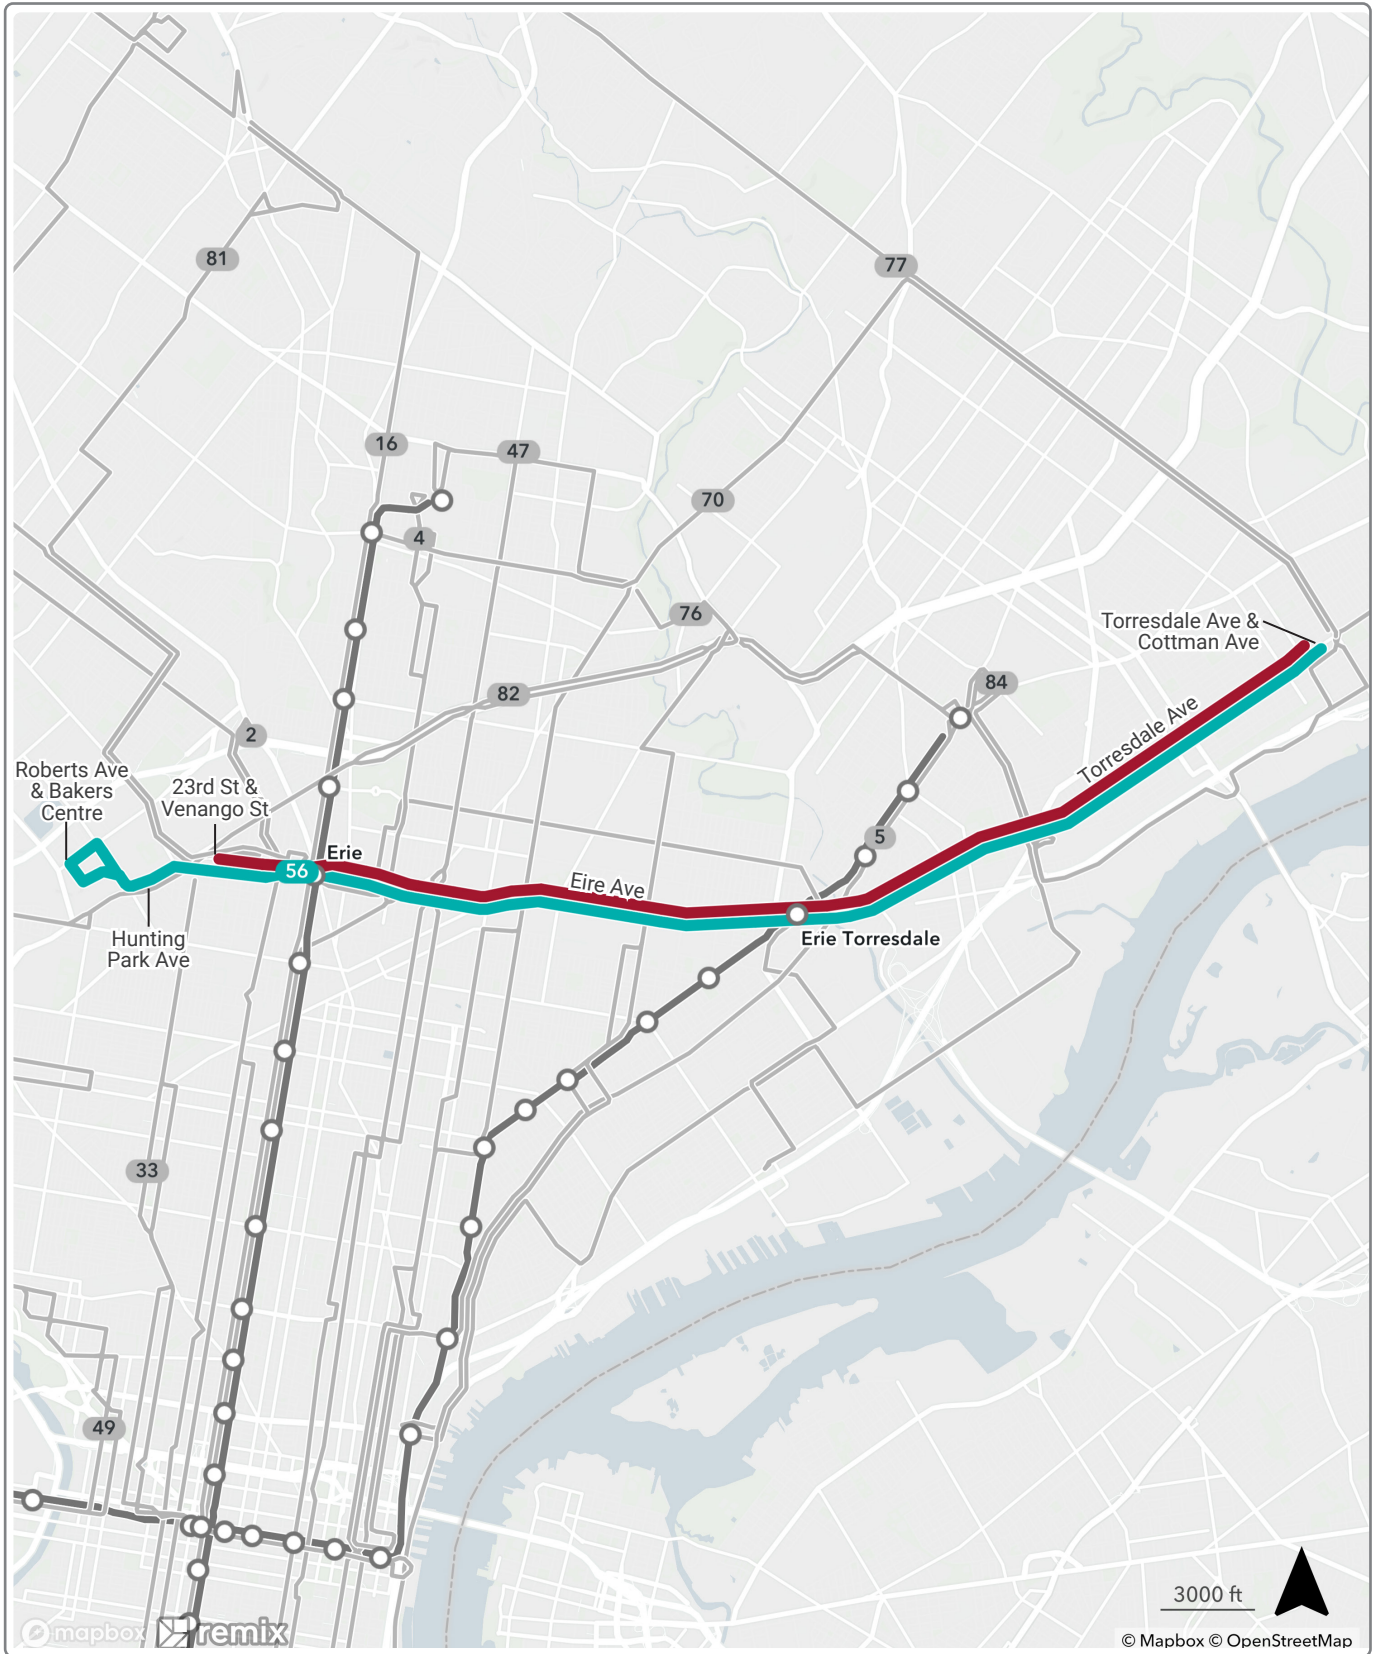 81
77
16
47
70
4
76
Torresdale Ave &
Cottman Ave
84
82
Torresdale Ave
2
Roberts Ave
& Bakers
Centre
23rd St &
Venango St
5
Erie
56
Eire Ave
Erie Torresdale
Hunting
Park Ave
33
49
3000 ft
mapbox
remix
© Mapbox © OpenStreetMap